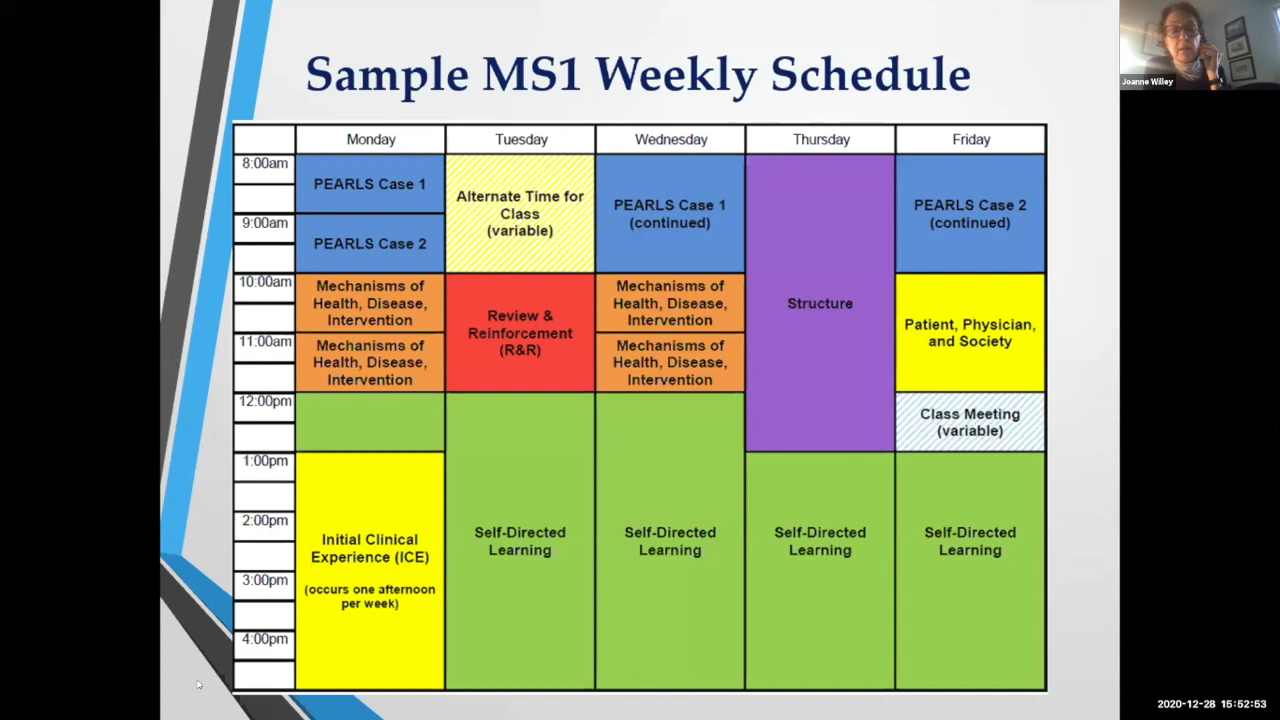 Sample MS1 Weekly Schedule
Joanne Willey
Monday
Tuesday
Wednesday
Thursday
Friday
8:00am
PEARLS Case 1
Alternate Time for
Class
(variable)
PEARLS Case 1
(continued)
PEARLS Case 2
(continued)
9:00am
PEARLS Case 2
10:00am
Mechanisms of
Health, Disease,
Intervention
Review &
Reinforcement
(R&R)
Mechanisms of
Health, Disease,
Intervention
Structure
Patient, Physician,
and Society
11:00am
Mechanisms of
Health, Disease,
Intervention
Mechanisms of
Health, Disease,
Intervention
12:00pm
Class Meeting
(variable)
1:00pm
2:00pm
Initial Clinical
Experience (ICE)
(occurs one afternoon
per week)
Self-Directed
Learning
Self-Directed
Learning
Self-Directed
Learning
Self-Directed
Learning
3:00pm
4:00pm
2020-12-28 15:52:53